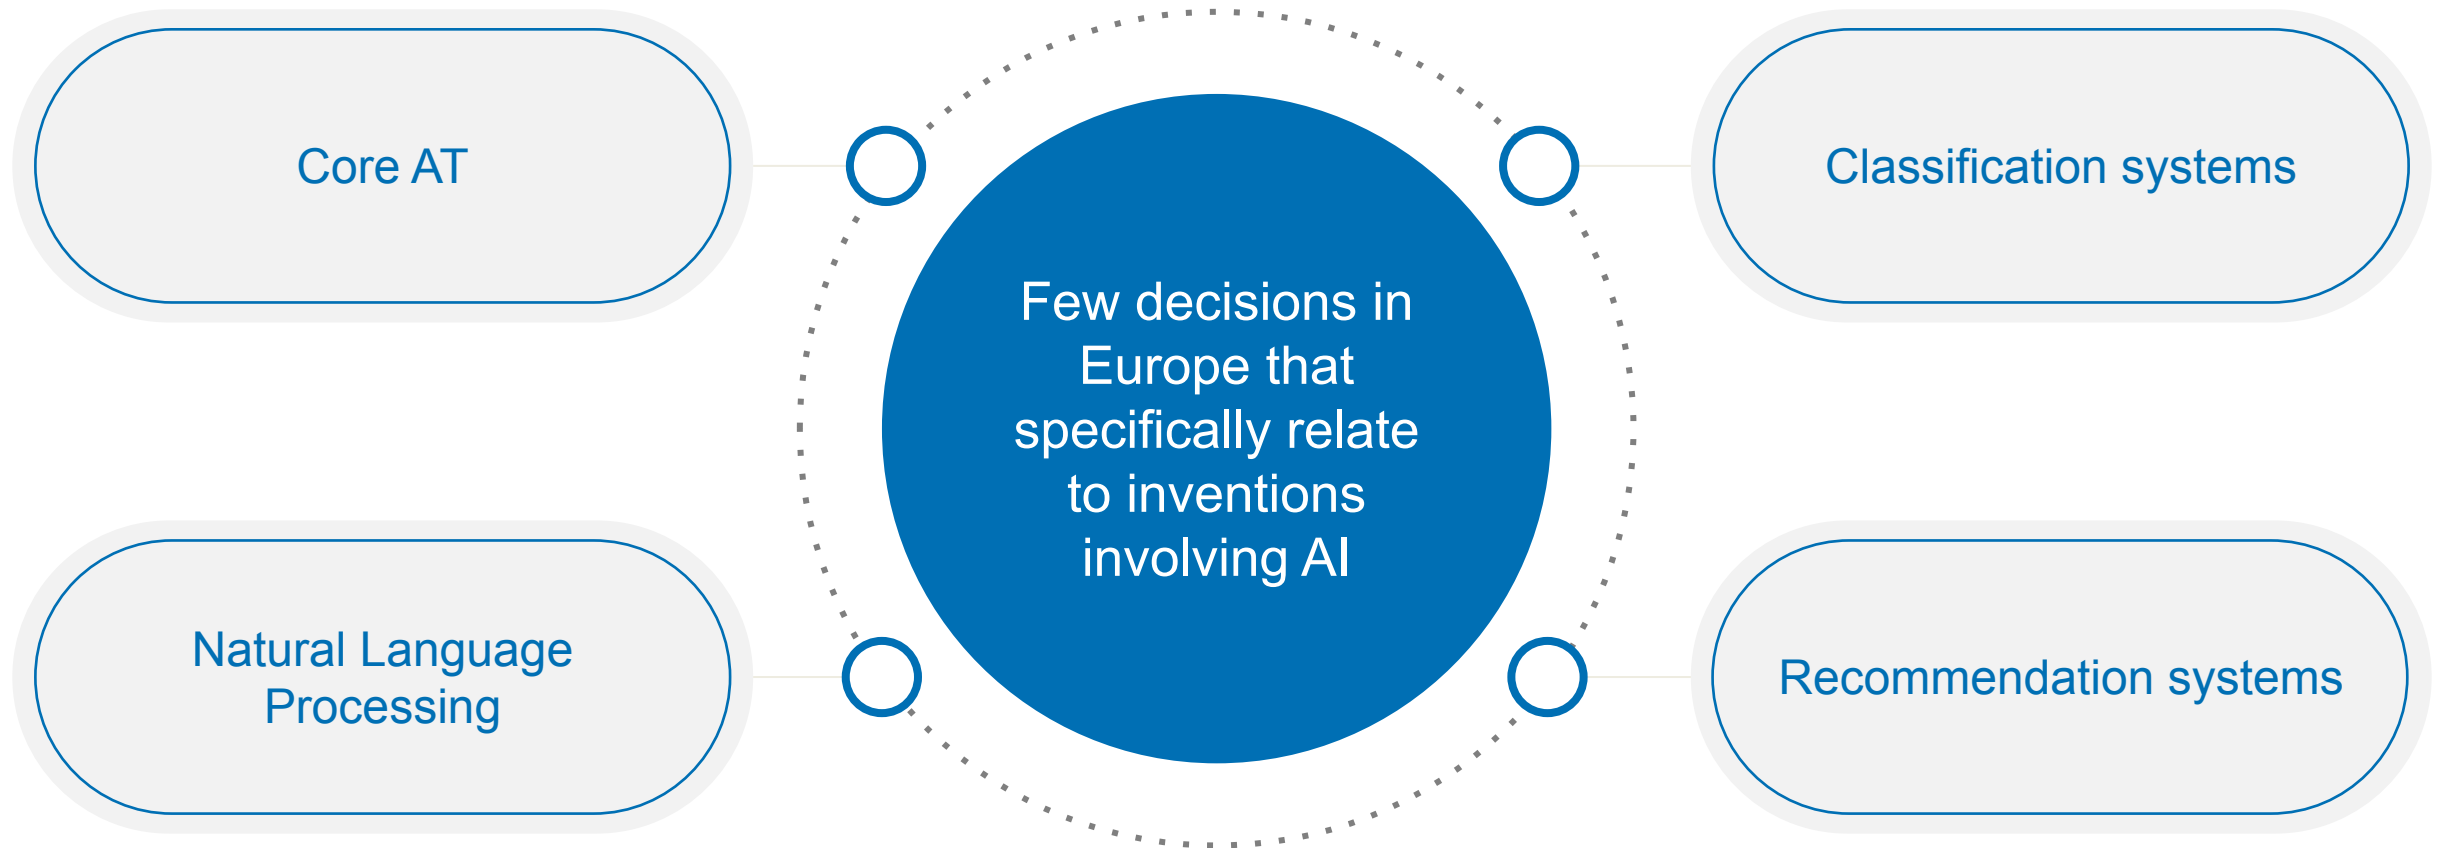 Core AT
Classification systems
Few decisions in
Europe that
specifically relate
to inventions
involving AI
Natural Language
Processing
Recommendation systems